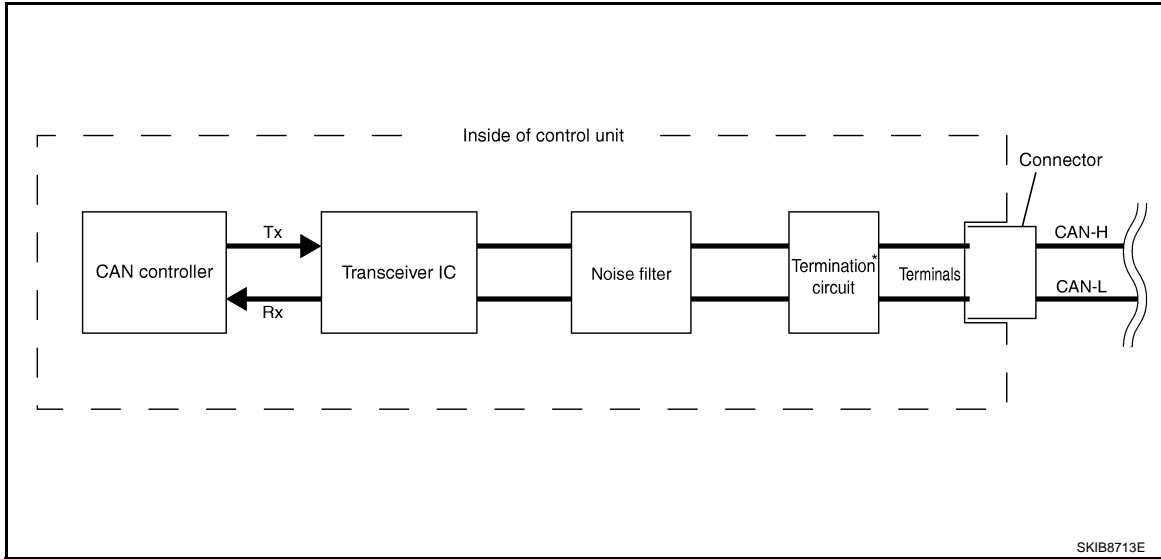 Inside of control unit
Connector
Tx
CAN-H
CAN controller
Transceiver IC
Noise filter
Termination*
circuit
Terminals
CAN-L
Rx
SKIB8713E